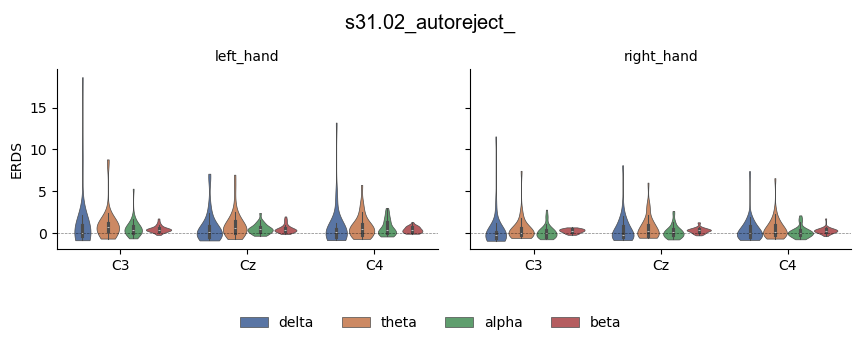 s31.02_autoreject_
left_hand
right_hand
ERDS
15
10
5
0
C3
Cz
C4
C3
Cz
C4
delta
theta
alpha
beta